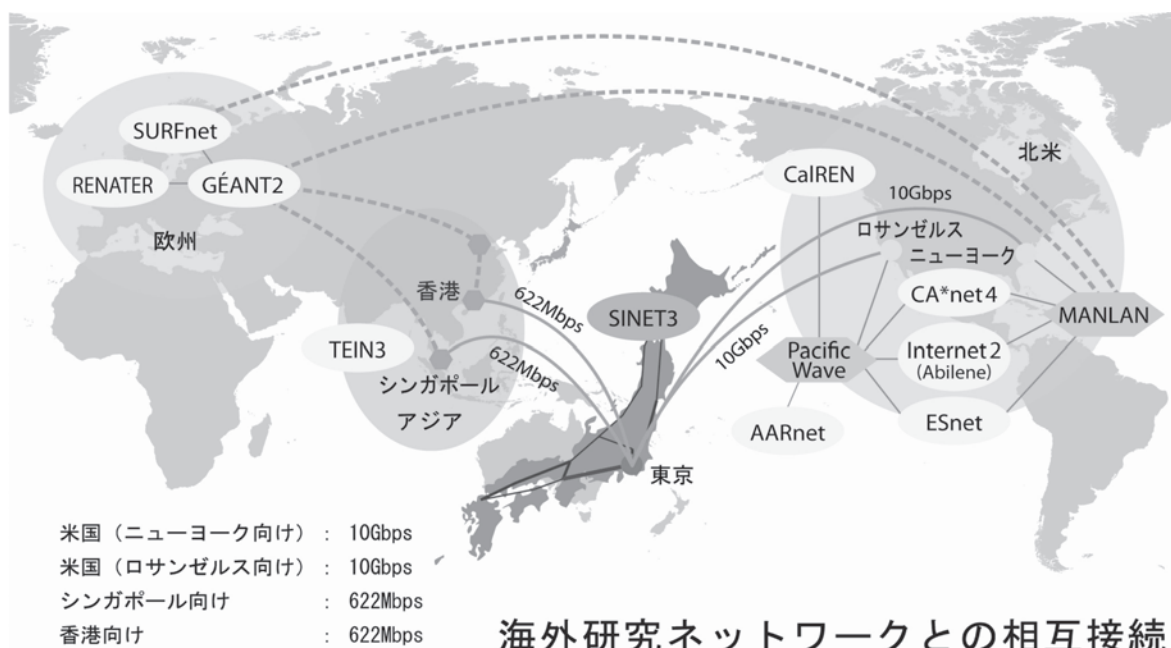 SURFnet
RENATER
GÉANT2
欧州
香港
622Mbps
622Mbps
TEIN3
シンガポール
アジア
SINET3
東京
CalREN
北米
10Gbps
ロサンゼルス
ニューヨーク
10Gbps
CA*net4
MANLAN
Pacific
Wave
Internet2
(Abilene)
AARnet
ESnet
米国（ニューヨーク向け） ： 10Gbps
米国（ロサンゼルス向け） ： 10Gbps
シンガポール向け ： 622Mbps
香港向け ： 622Mbps
海外研究ネットワークとの相互接続